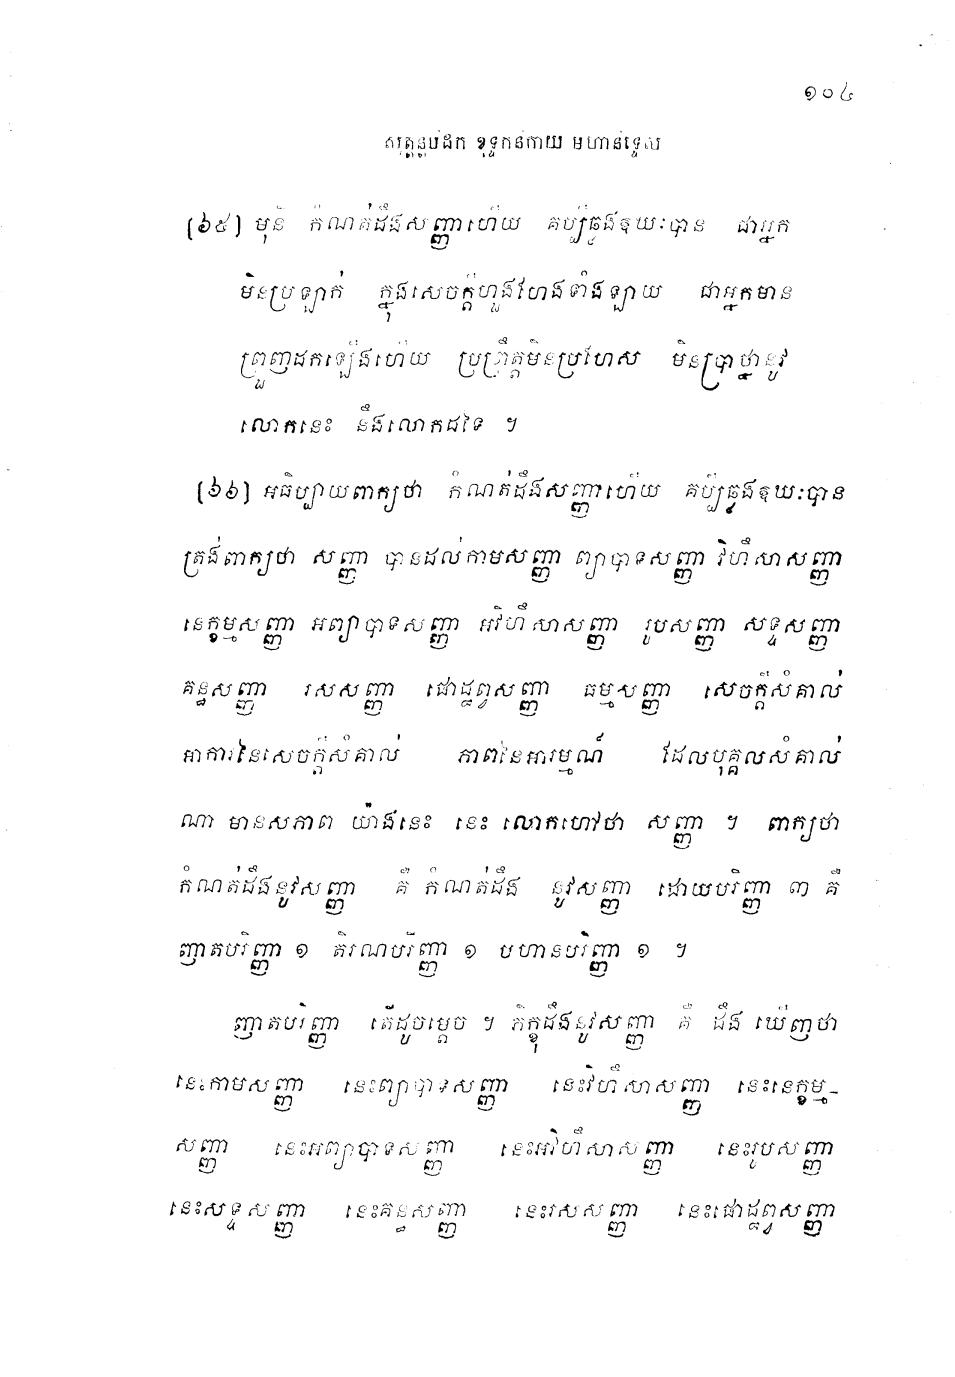 ១០៤
សុត្តន្តបិដក ខុទ្ទកនិកាយ មហានិទ្ទេស
[៦៥] មុនី កំណត់ដឹងសញ្ញាហើយ គប្បីឆ្លងឱឃៈបាន ជាអ្នក
មិនប្រឡាក់ ក្នុងសេចក្តីហួងហែងទាំងឡាយ ជាអ្នកមាន
ព្រួញដកឡើងហើយ ប្រព្រឹត្តមិនប្រហែស មិនប្រាថ្នានូវ
លោកនេះ នឹងលោកដទៃ ។
[៦៦] អធិប្បាយពាក្យថា កំណត់ដឹងសញ្ញាហើយ គប្បីឆ្លងឱឃៈបាន
ត្រង់ពាក្យថា សញ្ញា បានដល់កាមសញ្ញា ព្យាបាទសញ្ញា វិហឹសាសញ្ញា
នេក្ខម្មសញ្ញា អព្យាបាទសញ្ញា អវិហឹសាសញ្ញា រូបសញ្ញា សទ្ទសញ្ញា
គន្ធសញ្ញា រសសញ្ញា ផោដ្ឋព្វសញ្ញា ធម្មសញ្ញា សេចក្តីសំគាល់
អាការនៃសេចក្តីសំគាល់ ភាពនៃអារម្មណ៍ ដែលបុគ្គលសំគាល់
ណា មានសភាព យ៉ាងនេះ នេះ លោកហៅថា សញ្ញា ។ ពាក្យថា
កំណត់ដឹងនូវសញ្ញា គឺ កំណត់ដឹង នូវសញ្ញា ដោយបរិញ្ញា ៣ គឺ
ញាតបរិញ្ញា ១ តិរណបរិញ្ញា ១ បហានបរិញ្ញា ១ ។
ញាតបរិញ្ញា តើដូចម្តេច ។ ភិក្ខុដឹងនូវសញ្ញា គឺ ដឹង ឃើញថា
នេះកាមសញ្ញា នេះព្យាបាទសញ្ញា នេះវិហឹសាសញ្ញា នេះនេក្ខម្ម-
សញ្ញា នេះអព្យាបាទសញ្ញា នេះអវិហឹសាសញ្ញា នេះរូបសញ្ញា
នេះសទ្ទសញ្ញា នេះគន្ធសញ្ញា នេះរសសញ្ញា នេះផោដ្ឋព្វសញ្ញា